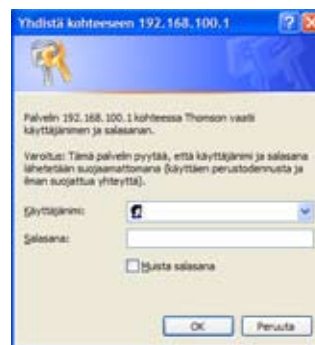 Yhdistä kohteeseen 192.168.100.1
Palvelin 192.168.100.1 kohteessa Thomson vaatii
käyttäjänimen ja salasanan.
Varoitus: Tämä palvelin pyytää, että käyttäjänimi ja salasana
lähetetään suojaamattomana (käyttäen perustodennusta ja
ilman suojattua yhteyttä).
Käyttäjänimi:
Salasana:
Muista salasana
OK
Peruuta